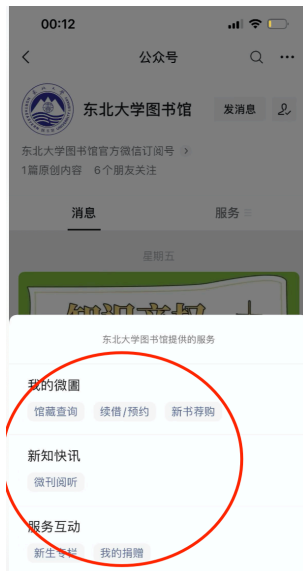 00:12
公众号
东北大学图书馆
发消息
东北大学图书馆官方微信订阅号
1篇原创内容 6个朋友关注
消息 服务
星期五
东北大学图书馆提供的服务
我的微圕
馆藏查询 续借/预约 新书荐购
新知快讯
微刊阅听
服务互动
新生专栏 我的捐赠